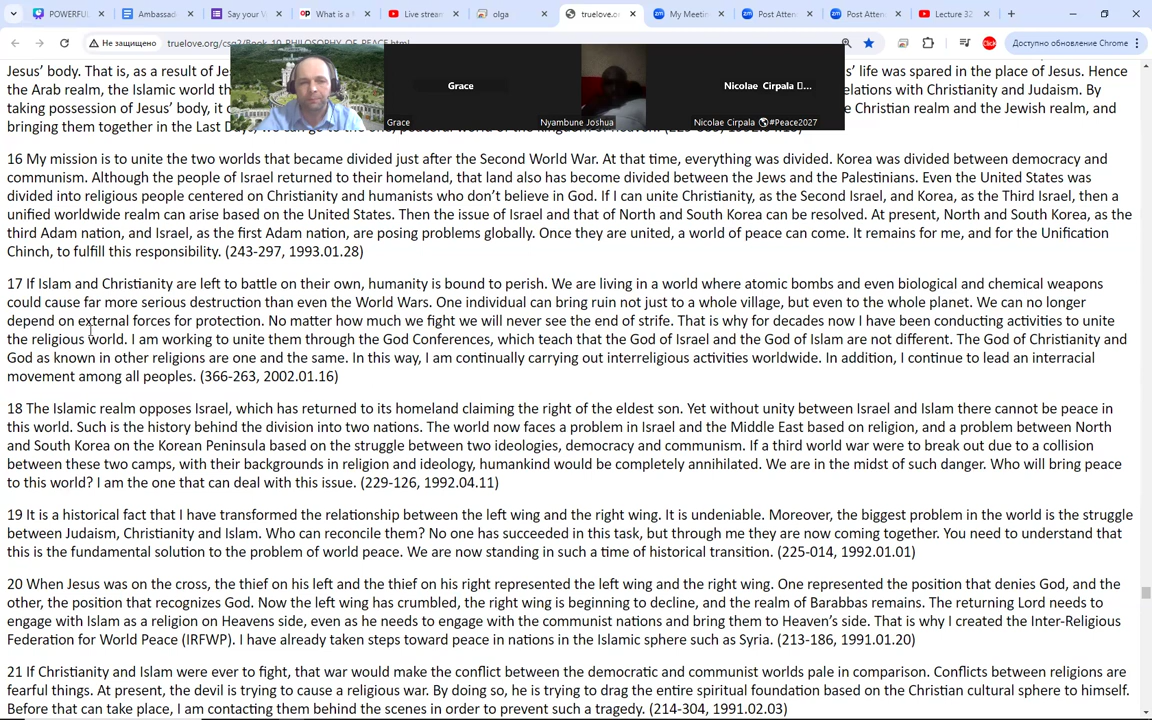 POWERFUL
Ambassad
Say your V
What is a
Live stream
olga
truelove.or
My Meetin
Post Atten
Post Atten
Lecture 32
Не защищено
truelove.org/csg3/Book_10_PHILOSOPHY_OF_PEACE.html
Доступно обновление Chrome
Grace
Grace
Nyambune Joshua
Nicolae Cirpala
Nicolae Cirpala #Peace2027
Jesus' body. That is, as a result of Je
s' life was spared in the place of Jesus. Hence
the Arab realm, the Islamic world th
elations with Christianity and Judaism. By
taking possession of Jesus' body, it c
e Christian realm and the Jewish realm, and
bringing them together in the Last Days,
16 My mission is to unite the two worlds that became divided just after the Second World War. At that time, everything was divided. Korea was divided between democracy and
communism. Although the people of Israel returned to their homeland, that land also has become divided between the Jews and the Palestinians. Even the United States was
divided into religious people centered on Christianity and humanists who don't believe in God. If I can unite Christianity, as the Second Israel, and Korea, as the Third Israel, then a
unified worldwide realm can arise based on the United States. Then the issue of Israel and that of North and South Korea can be resolved. At present, North and South Korea, as the
third Adam nation, and Israel, as the first Adam nation, are posing problems globally. Once they are united, a world of peace can come. It remains for me, and for the Unification
Chinch, to fulfill this responsibility. (243-297, 1993.01.28)
17 If Islam and Christianity are left to battle on their own, humanity is bound to perish. We are living in a world where atomic bombs and even biological and chemical weapons
could cause far more serious destruction than even the World Wars. One individual can bring ruin not just to a whole village, but even to the whole planet. We can no longer
depend on external forces for protection. No matter how much we fight we will never see the end of strife. That is why for decades now I have been conducting activities to unite
the religious world. I am working to unite them through the God Conferences, which teach that the God of Israel and the God of Islam are not different. The God of Christianity and
God as known in other religions are one and the same. In this way, I am continually carrying out interreligious activities worldwide. In addition, I continue to lead an interracial
movement among all peoples. (366-263, 2002.01.16)
18 The Islamic realm opposes Israel, which has returned to its homeland claiming the right of the eldest son. Yet without unity between Israel and Islam there cannot be peace in
this world. Such is the history behind the division into two nations. The world now faces a problem in Israel and the Middle East based on religion, and a problem between North
and South Korea on the Korean Peninsula based on the struggle between two ideologies, democracy and communism. If a third world war were to break out due to a collision
between these two camps, with their backgrounds in religion and ideology, humankind would be completely annihilated. We are in the midst of such danger. Who will bring peace
to this world? I am the one that can deal with this issue. (229-126, 1992.04.11)
19 It is a historical fact that I have transformed the relationship between the left wing and the right wing. It is undeniable. Moreover, the biggest problem in the world is the struggle
between Judaism, Christianity and Islam. Who can reconcile them? No one has succeeded in this task, but through me they are now coming together. You need to understand that
this is the fundamental solution to the problem of world peace. We are now standing in such a time of historical transition. (225-014, 1992.01.01)
20 When Jesus was on the cross, the thief on his left and the thief on his right represented the left wing and the right wing. One represented the position that denies God, and the
other, the position that recognizes God. Now the left wing has crumbled, the right wing is beginning to decline, and the realm of Barabbas remains. The returning Lord needs to
engage with Islam as a religion on Heavens side, even as he needs to engage with the communist nations and bring them to Heaven's side. That is why I created the Inter-Religious
Federation for World Peace (IRFWP). I have already taken steps toward peace in nations in the Islamic sphere such as Syria. (213-186, 1991.01.20)
21 If Christianity and Islam were ever to fight, that war would make the conflict between the democratic and communist worlds pale in comparison. Conflicts between religions are
fearful things. At present, the devil is trying to cause a religious war. By doing so, he is trying to drag the entire spiritual foundation based on the Christian cultural sphere to himself.
Before that can take place, I am contacting them behind the scenes in order to prevent such a tragedy. (214-304, 1991.02.03)